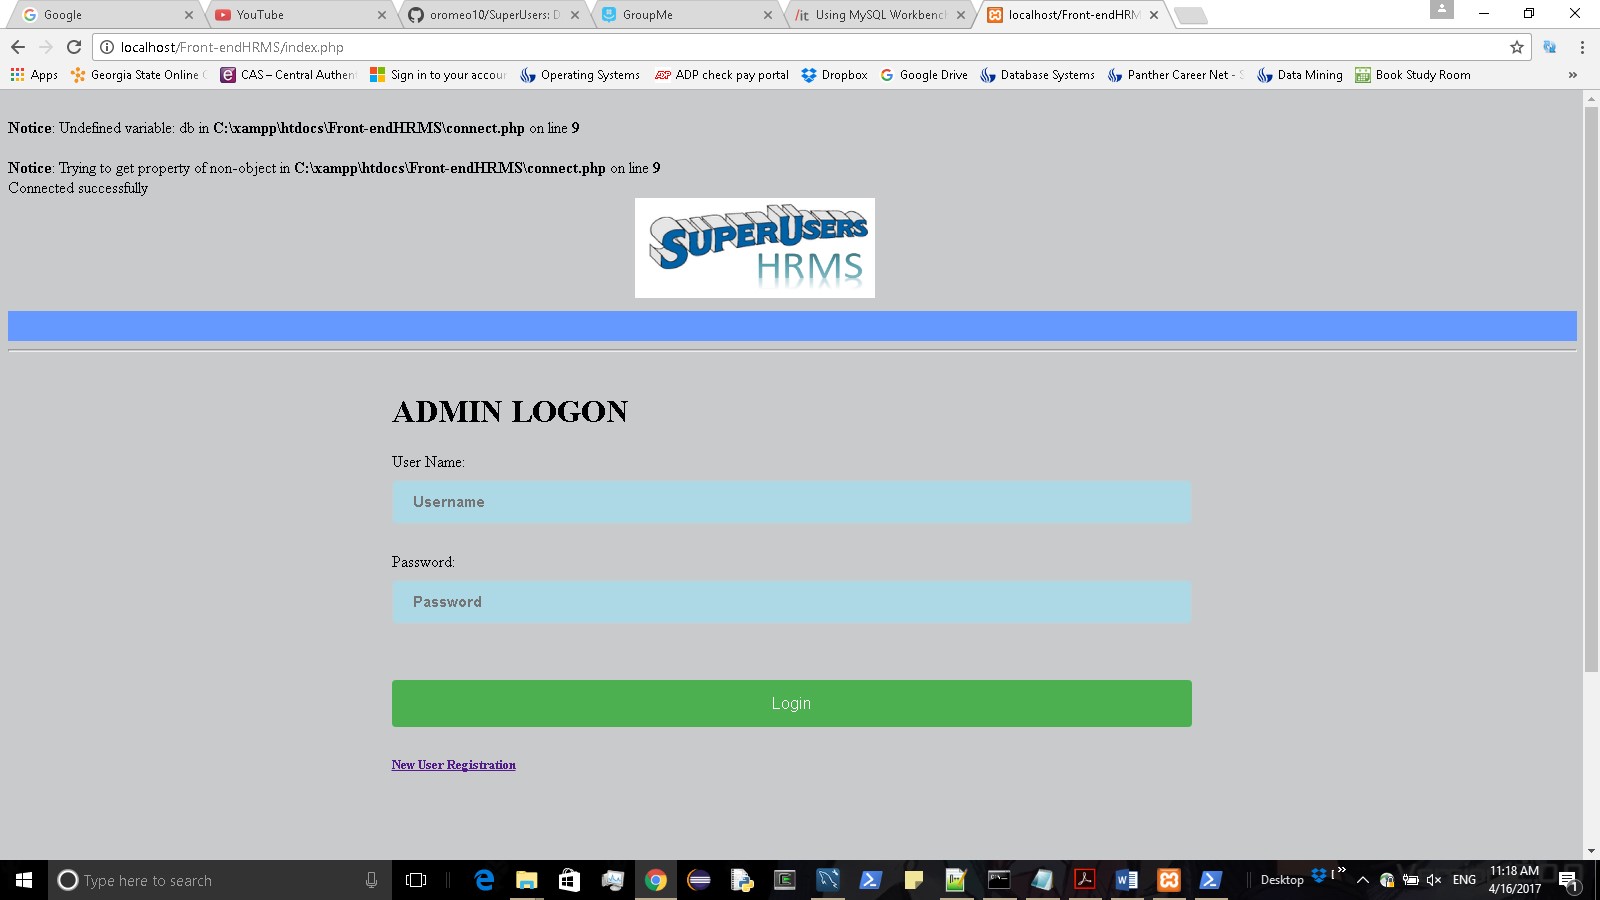 Google
YouTube
oromeo10/SuperUsers: D
GroupMe
/it Using MySQL Workbenc
localhost/Front-endHRM
localhost/Front-endHRMS/index.php
Apps
Georgia State Online
CAS – Central Authen
Sign in to your accou
Operating Systems
ADP check pay portal
Dropbox
Google Drive
Database Systems
Panther Career Net -
Data Mining
Book Study Room
»
Notice: Undefined variable: db in C:\xampp\htdocs\Front-endHRMS\connect.php on line 9
Notice: Trying to get property of non-object in C:\xampp\htdocs\Front-endHRMS\connect.php on line 9
Connected successfully
SUPERUSERS
HRMS
ADMIN LOGON
User Name:
Username
Password:
Password
Login
New User Registration
Type here to search
Desktop
»
ENG
11:18 AM
4/16/2017
1